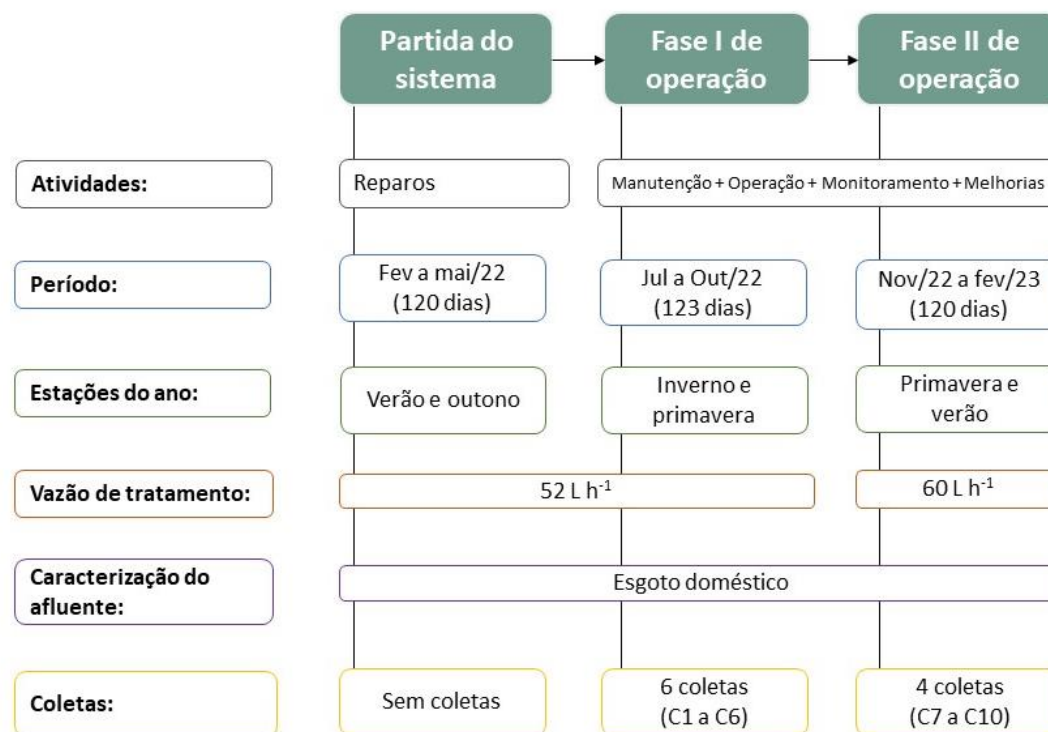 Partida do
sistema
Fase I de
operação
Fase II de
operação
Atividades:
Reparos
Manutenção + Operação + Monitoramento + Melhorias
Período:
Fev a mai/22
(120 dias)
Jul a Out/22
(123 dias)
Nov/22 a fev/23
(120 dias)
Estações do ano:
Verão e outono
Inverno e
primavera
Primavera e
verão
Vazão de tratamento:
52 L h⁻¹
60 L h⁻¹
Caracterização do
afluente:
Esgoto doméstico
Coletas:
Sem coletas
6 coletas
(C1 a C6)
4 coletas
(C7 a C10)